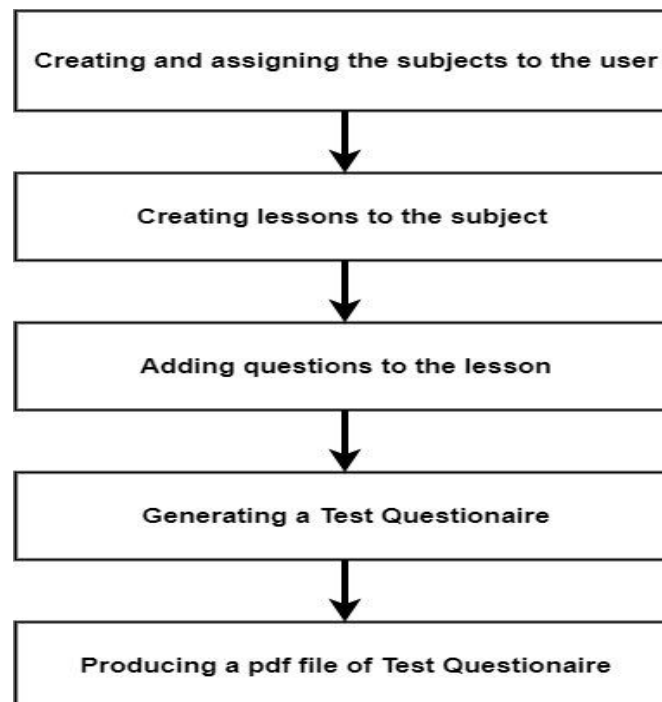 Creating and assigning the subjects to the user
Creating lessons to the subject
Adding questions to the lesson
Generating a Test Questionaire
Producing a pdf file of Test Questionaire